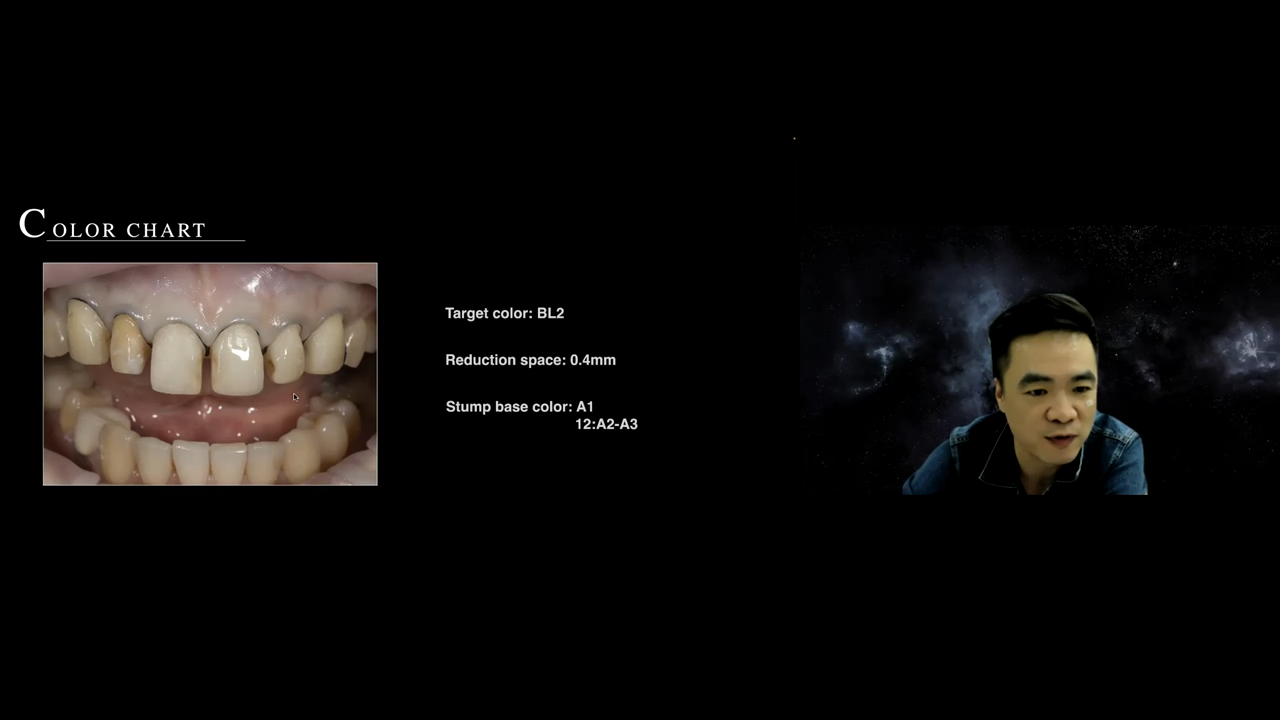 COLOR CHART
Target color: BL2
Reduction space: 0.4mm
Stump base color: A1
12:A2-A3